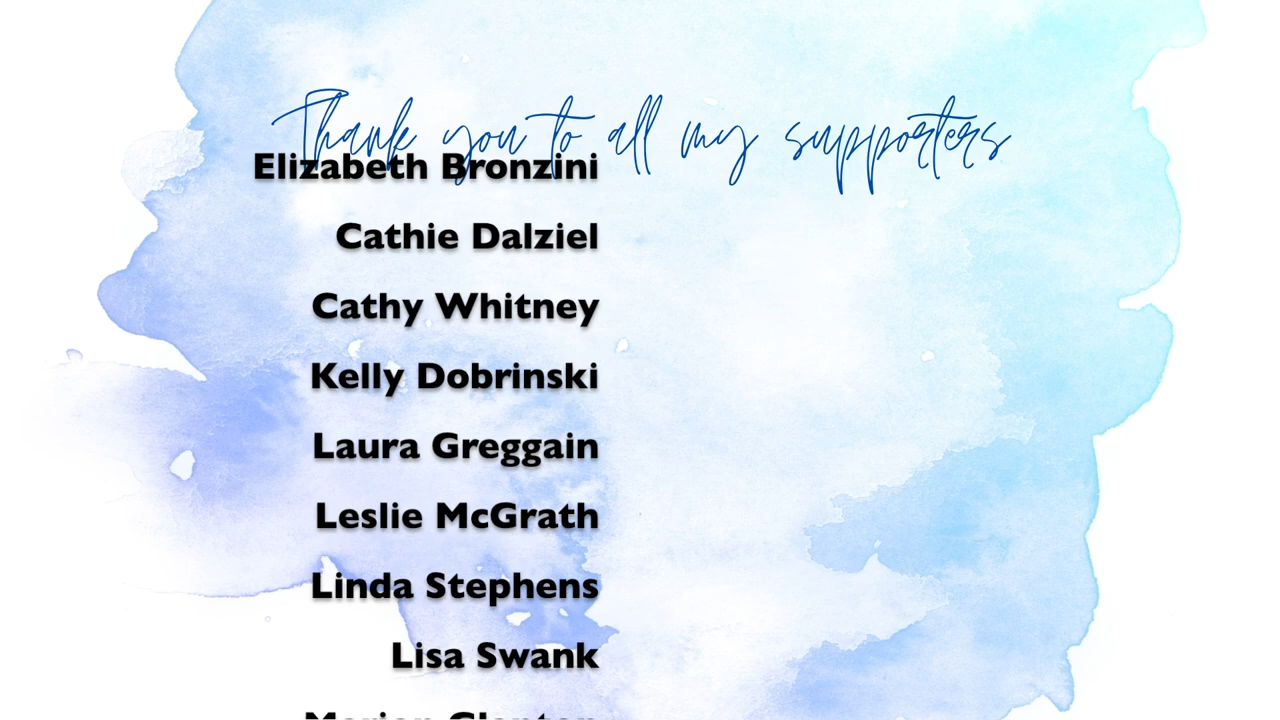 Thank you to all my supporters
Elizabeth Bronzini
Cathie Dalziel
Cathy Whitney
Kelly Dobrinski
Laura Greggain
Leslie McGrath
Linda Stephens
Lisa Swank